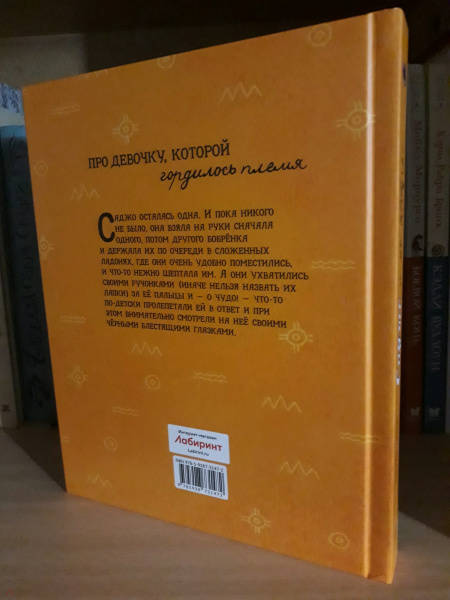 ПРО ДЕВОЧКУ, КОТОРОЙ
гордилось племя
САДЖО ОСТАЛАСЬ ОДНА. И ПОКА НИКОГО
НЕ БЫЛО, ОНА ВЗЯЛА НА РУКИ СНАЧАЛА
ОДНОГО, ПОТОМ ДРУГОГО БОБРЁНКА
И ДЕРЖАЛА ИХ ПО ОЧЕРЕДИ В СЛОЖЕННЫХ
ЛАДОНЯХ, ГДЕ ОНИ ОЧЕНЬ УДОБНО ПОМЕСТИЛИСЬ,
И ЧТО-ТО НЕЖНО ШЕПТАЛА ИМ. А ОНИ УХВАТИЛИСЬ
СВОИМИ РУЧОНКАМИ (ИНАЧЕ НЕЛЬЗЯ НАЗВАТЬ ИХ
ЛАПКИ) ЗА ЕЁ ПАЛЬЦЫ И — О ЧУДО! — ЧТО-ТО
ПО-ДЕТСКИ ПРОЛЕПЕТАЛИ ЕЙ В ОТВЕТ И ПРИ
ЭТОМ ВНИМАТЕЛЬНО СМОТРЕЛИ НА НЕЁ СВОИМИ
ЧЁРНЫМИ БЛЕСТЯЩИМИ ГЛАЗКАМИ.
Интернет-магазин
Лабиринт
Labirint.ru